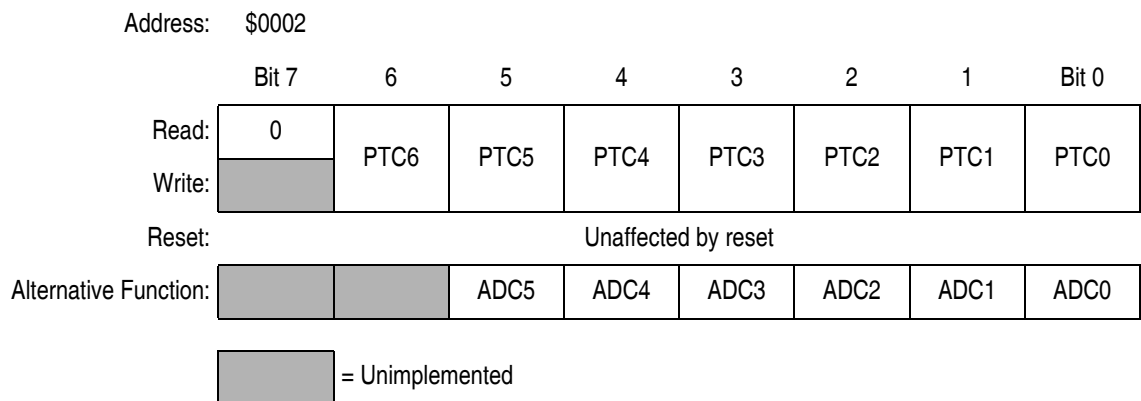 Address: $0002
Bit 7 6 5 4 3 2 1 Bit 0
Read: 0
PTC6 PTC5 PTC4 PTC3 PTC2 PTC1 PTC0
Write:
Reset: Unaffected by reset
Alternative Function: ADC5 ADC4 ADC3 ADC2 ADC1 ADC0
= Unimplemented